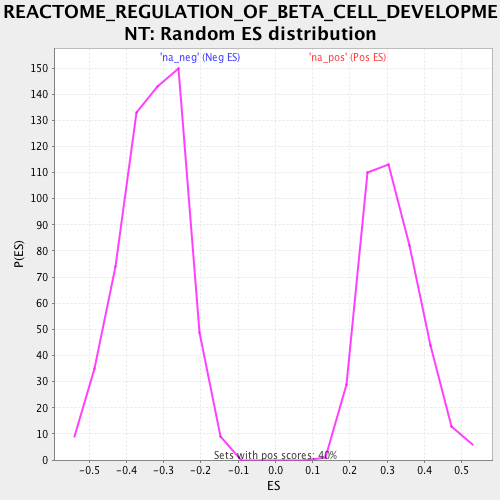 REACTOME_REGULATION_OF_BETA_CELL_DEVELOPME
NT: Random ES distribution
'na_neg' (Neg ES) 'na_pos' (Pos ES)
150
140
130
120
110
100
90
80
70
60
50
40
30
20
10
0
P(ES)
Sets with pos scores: 40%
-0.5 -0.4 -0.3 -0.2 -0.1 0.0 0.1 0.2 0.3 0.4 0.5
ES